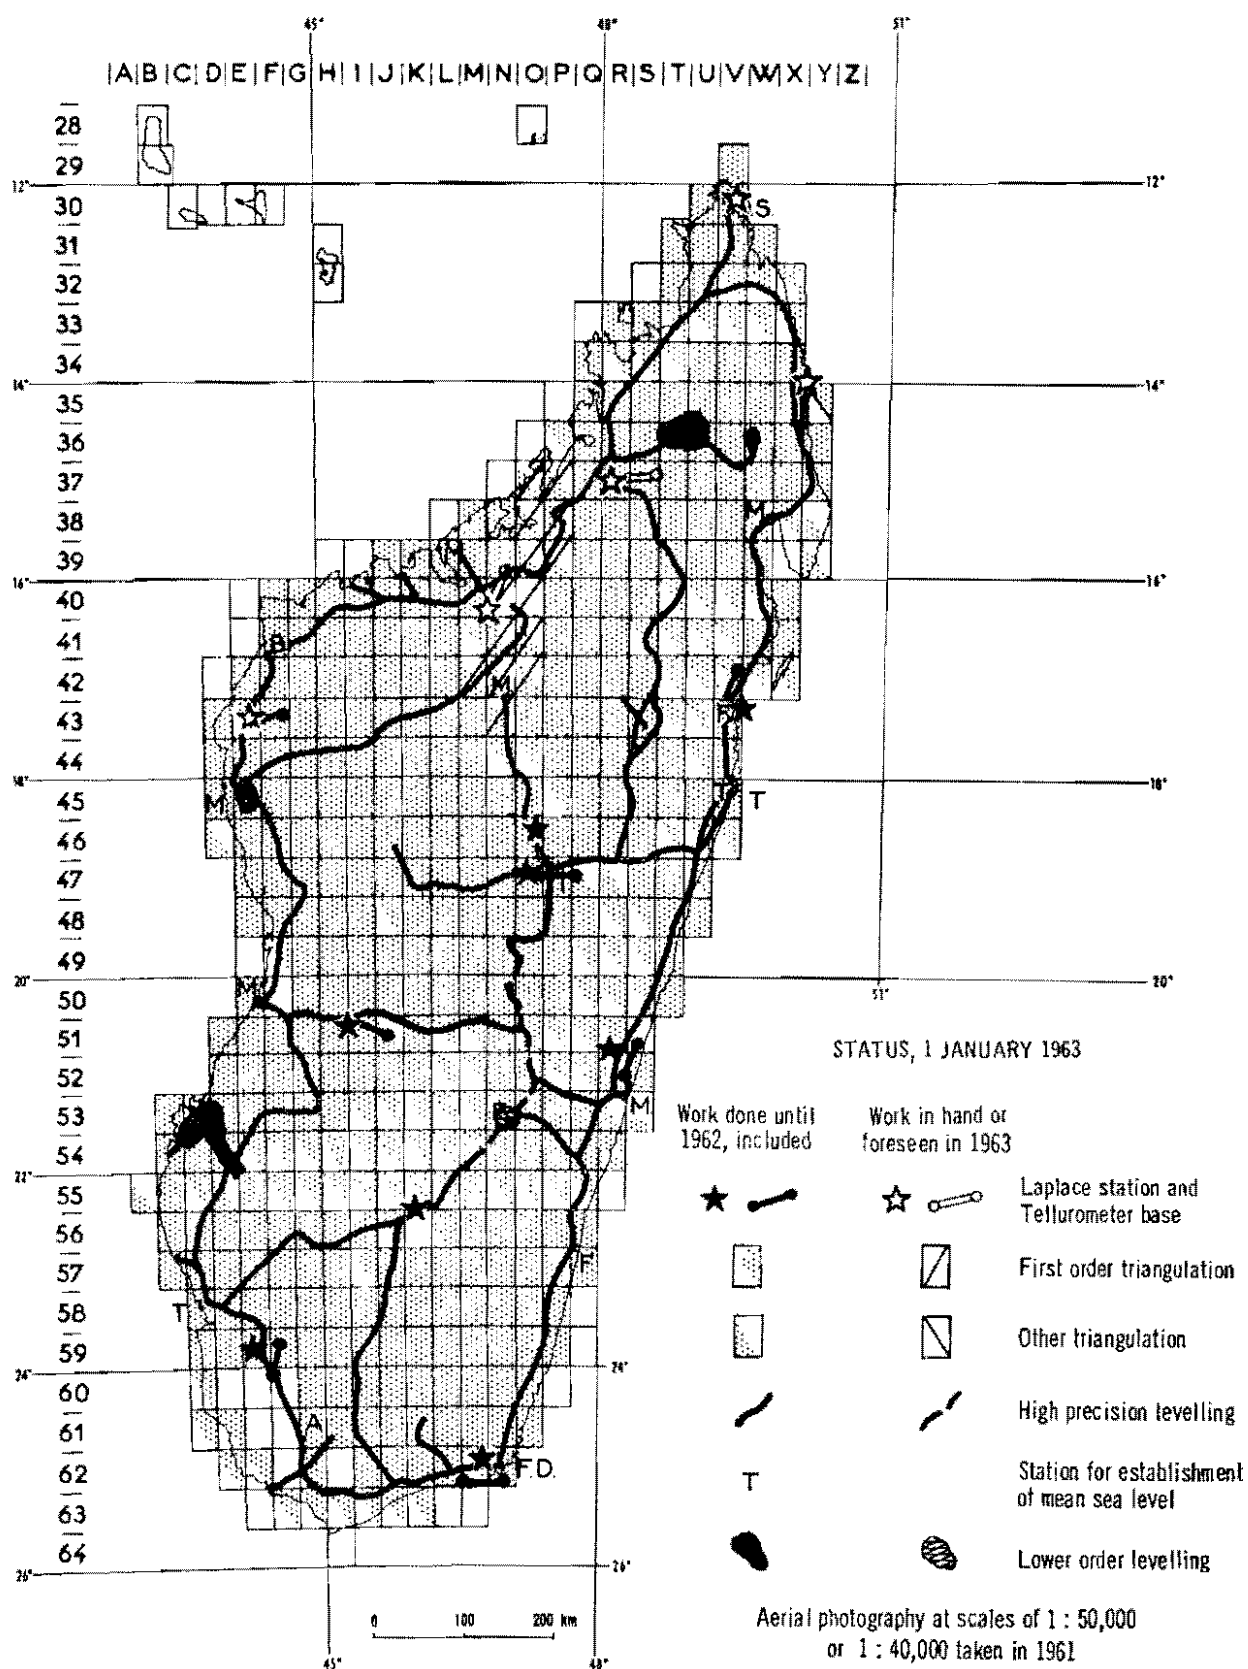 45° 48° 51°
A B C D E F G H I J K L M N O P Q R S T U V W X Y Z
28
29
12° 12°
30
S.
31
32
33
34
14° 14°
35
36
37
38
M
39
16° 16°
40
41
B.
42
M
43
F
44
18°
45
M T T
46
47
T
48
49
20° 20°
M
50
51°
51
STATUS, 1 JANUARY 1963
52
53
M
Work done until Work in hand or
1962, included foreseen in 1963
54
22°
55
Laplace station and
Tellurometer base
56
57
F
First order triangulation
58
T
59
Other triangulation
24° 24°
60
61
A
High precision levelling
62
F D.
Station for establishment
T
of mean sea level
63
64
Lower order levelling
26° 26°
0 100 200 km
Aerial photography at scales of 1 : 50,000
or 1 : 40,000 taken in 1961
45° 48°